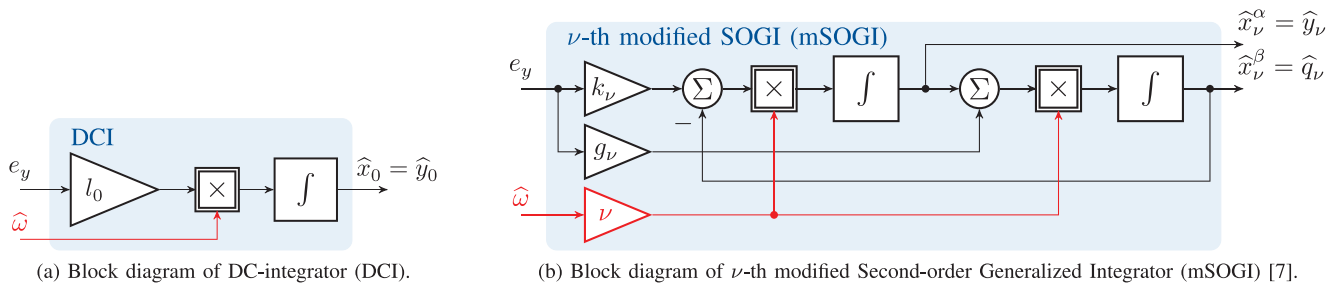 DCI
e_y
l_0
×
∫
x̂_0 = ŷ_0
ω̂
(a) Block diagram of DC-integrator (DCI).
ν-th modified SOGI (mSOGI)
x̂_ν^α = ŷ_ν
x̂_ν^β = q̂_ν
e_y
k_ν
Σ
×
∫
Σ
×
∫
−
g_ν
ω̂
ν
(b) Block diagram of ν-th modified Second-order Generalized Integrator (mSOGI) [7].